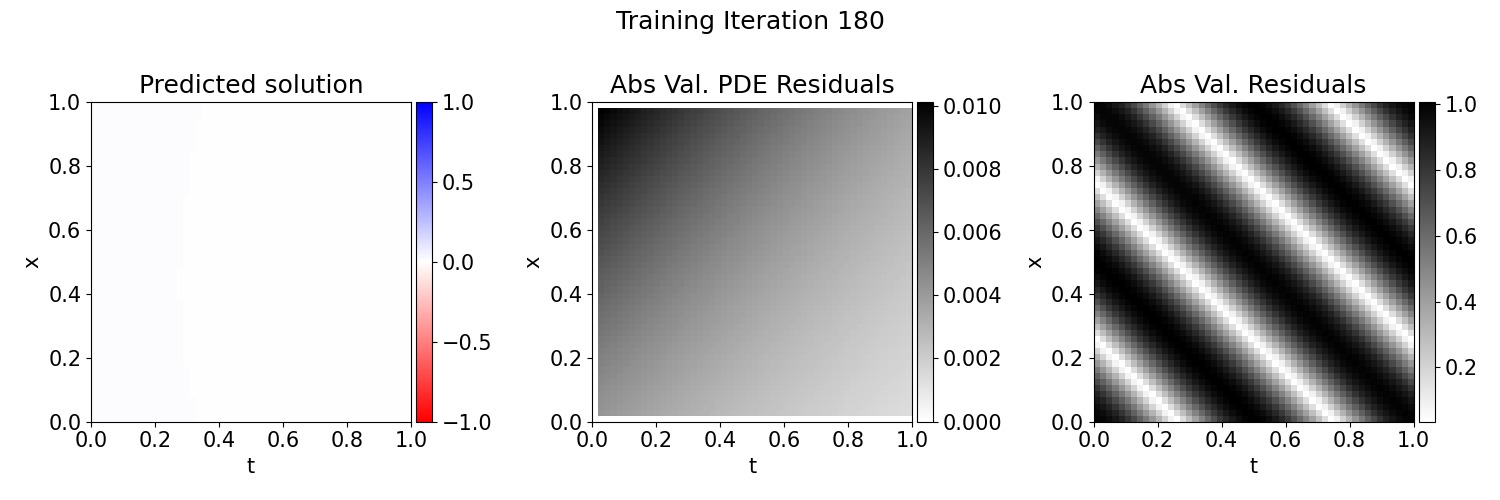 Training Iteration 180
Predicted solution
Abs Val. PDE Residuals
Abs Val. Residuals
1.0
0.8
0.6
0.4
0.2
0.0
x
0.0 0.2 0.4 0.6 0.8 1.0
t
1.0
0.5
0.0
−0.5
−1.0
1.0
0.8
0.6
0.4
0.2
0.0
x
0.0 0.2 0.4 0.6 0.8 1.0
t
0.010
0.008
0.006
0.004
0.002
0.000
1.0
0.8
0.6
0.4
0.2
0.0
x
0.0 0.2 0.4 0.6 0.8 1.0
t
1.0
0.8
0.6
0.4
0.2